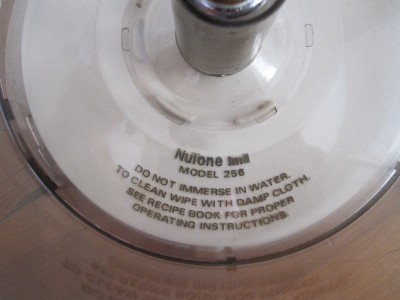 NuTone
MODEL 256
DO NOT IMMERSE IN WATER.
TO CLEAN WIPE WITH DAMP CLOTH.
SEE RECIPE BOOK FOR PROPER
OPERATING INSTRUCTIONS.